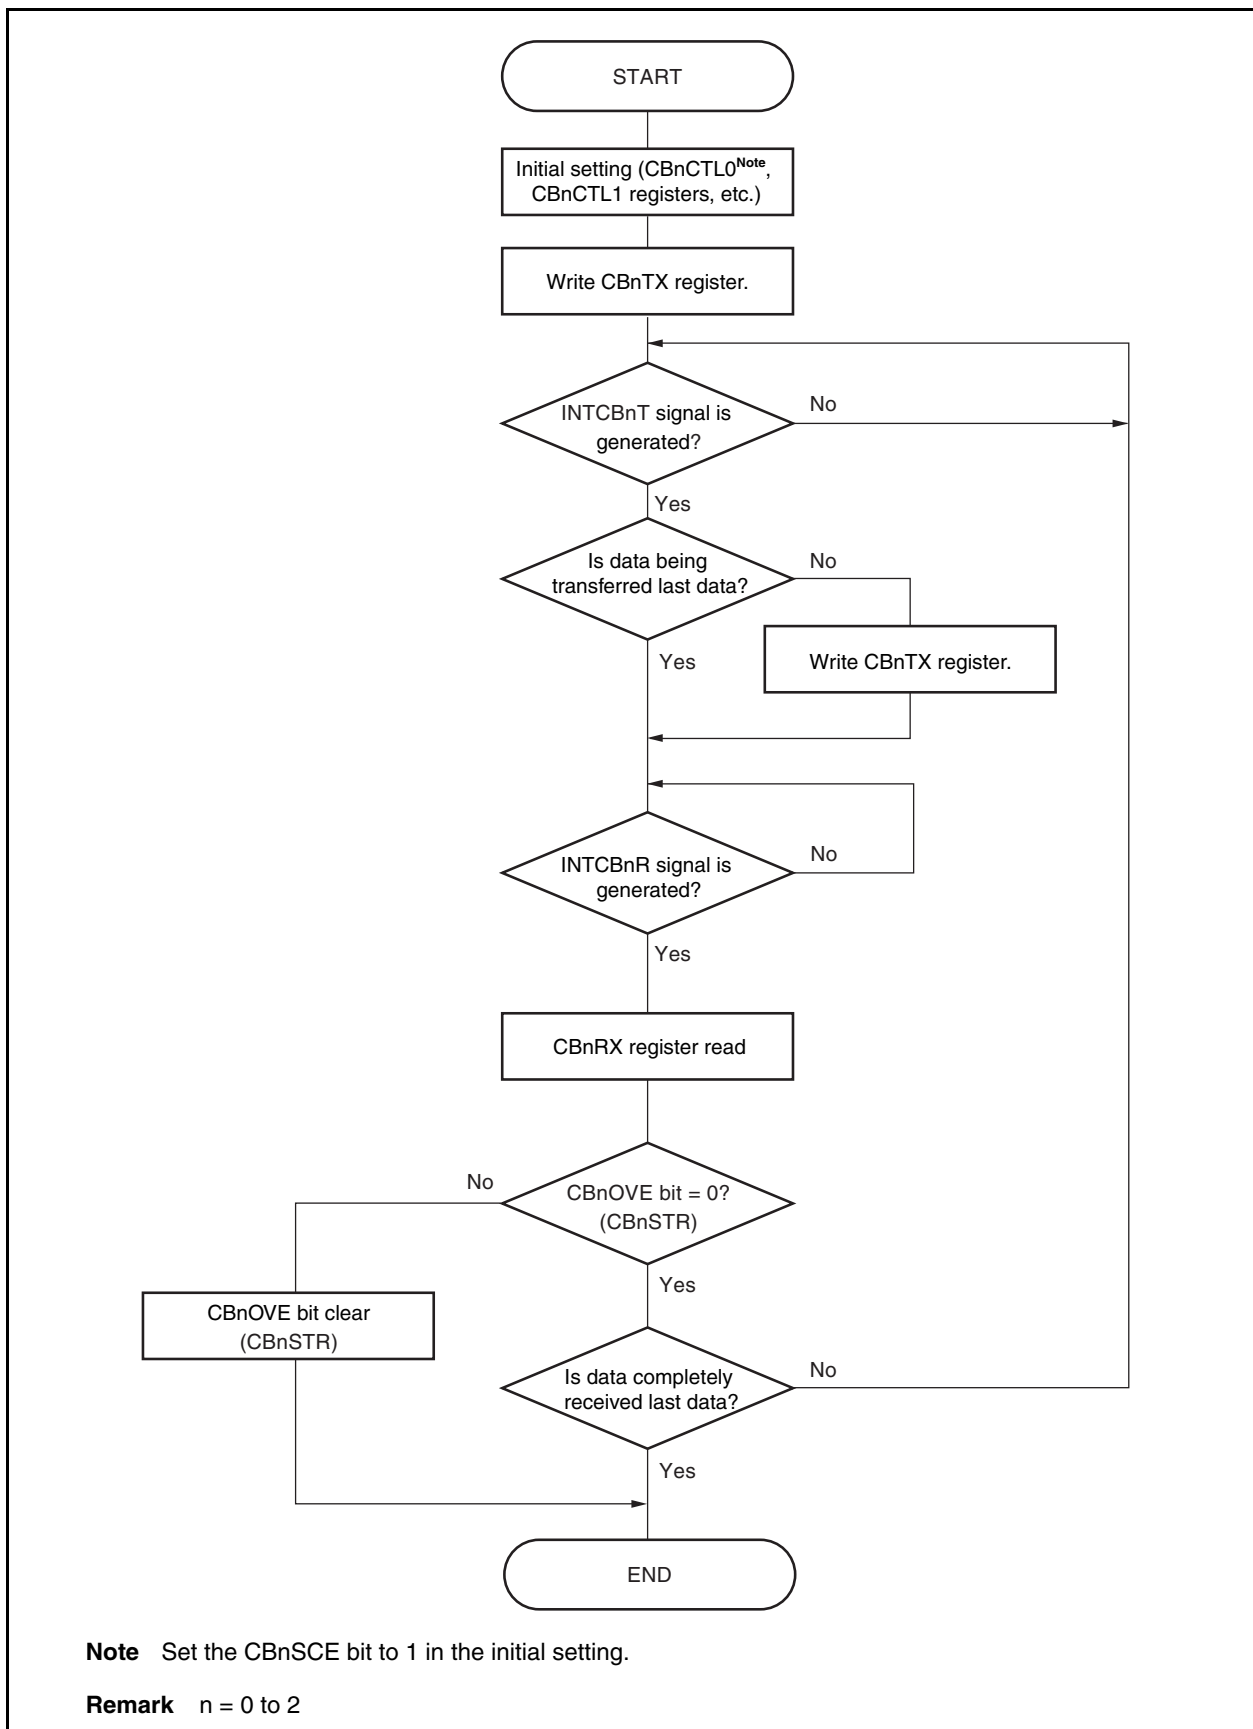 START
Initial setting (CBnCTL0Note,
CBnCTL1 registers, etc.)
Write CBnTX register.
INTCBnT signal is
generated?
No
Yes
Is data being
transferred last data?
No
Write CBnTX register.
Yes
INTCBnR signal is
generated?
No
Yes
CBnRX register read
No
CBnOVE bit = 0?
(CBnSTR)
Yes
CBnOVE bit clear
(CBnSTR)
Is data completely
received last data?
No
Yes
END
Note Set the CBnSCE bit to 1 in the initial setting.
Remark n = 0 to 2